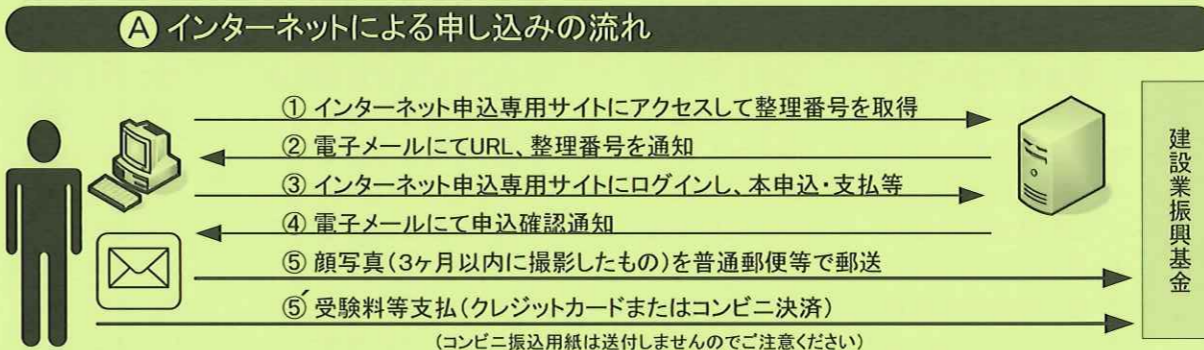 Ⓐ インターネットによる申し込みの流れ
① インターネット申込専用サイトにアクセスして整理番号を取得
② 電子メールにてURL、整理番号を通知
③ インターネット申込専用サイトにログインし、本申込・支払等
④ 電子メールにて申込確認通知
⑤ 顔写真(3ヶ月以内に撮影したもの)を普通郵便等で郵送
⑤´ 受験料等支払(クレジットカードまたはコンビニ決済)
(コンビニ振込用紙は送付しませんのでご注意ください)
建設業振興基金